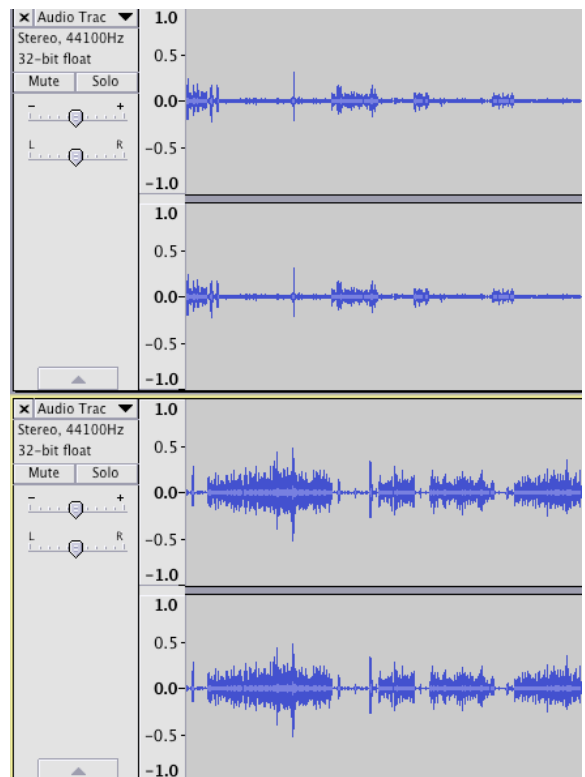 × Audio Trac ▼ 1.0
Stereo, 44100Hz
32-bit float 0.5-
Mute Solo
- + 0.0-
L R -0.5-
-1.0
1.0
0.5-
0.0-
-0.5-
-1.0
× Audio Trac ▼ 1.0
Stereo, 44100Hz
32-bit float 0.5-
Mute Solo
- + 0.0-
L R -0.5-
-1.0
1.0
0.5-
0.0-
-0.5-
-1.0